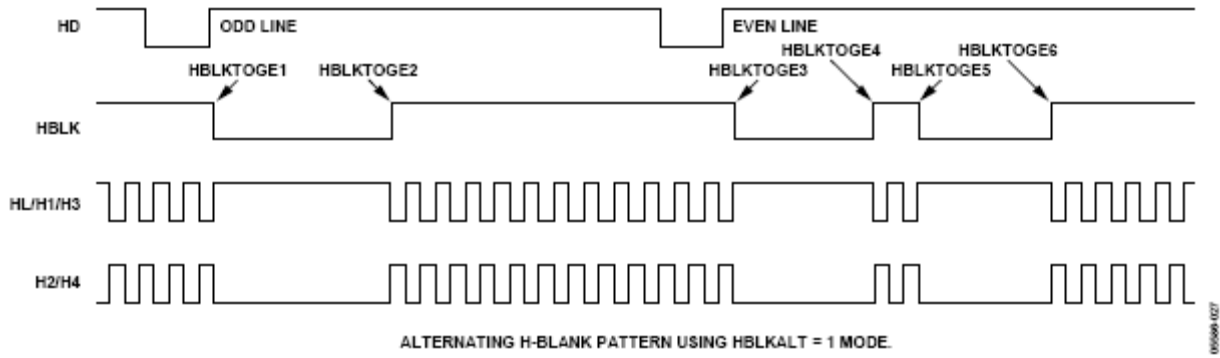 HD
ODD LINE
EVEN LINE
HBLKTOGE1
HBLKTOGE2
HBLKTOGE3
HBLKTOGE4
HBLKTOGE5
HBLKTOGE6
HBLK
HL/H1/H3
H2/H4
ALTERNATING H-BLANK PATTERN USING HBLKALT = 1 MODE.